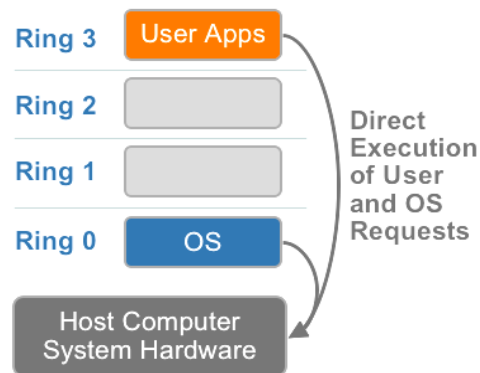 Ring 3
User Apps
Ring 2
Ring 1
Direct
Execution
of User
and OS
Requests
Ring 0
OS
Host Computer
System Hardware